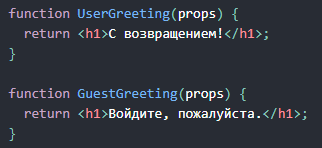 function UserGreeting(props) {
  return <h1>С возвращением!</h1>;
}

function GuestGreeting(props) {
  return <h1>Войдите, пожалуйста.</h1>;
}